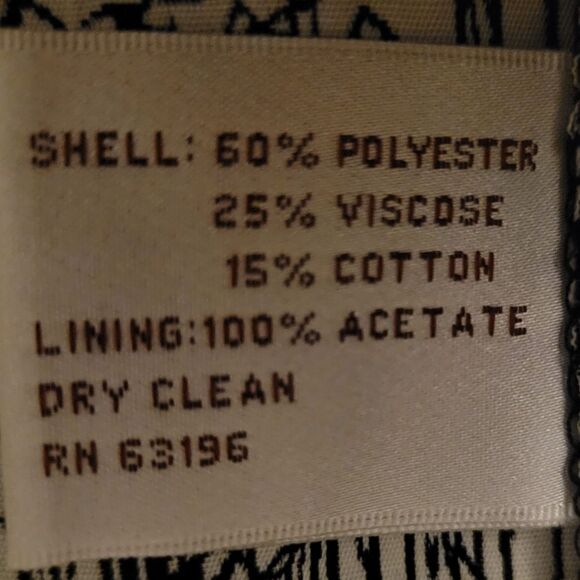 SHELL: 60% POLYESTER
25% VISCOSE
15% COTTON
LINING:100% ACETATE
DRY CLEAN
RN 63196